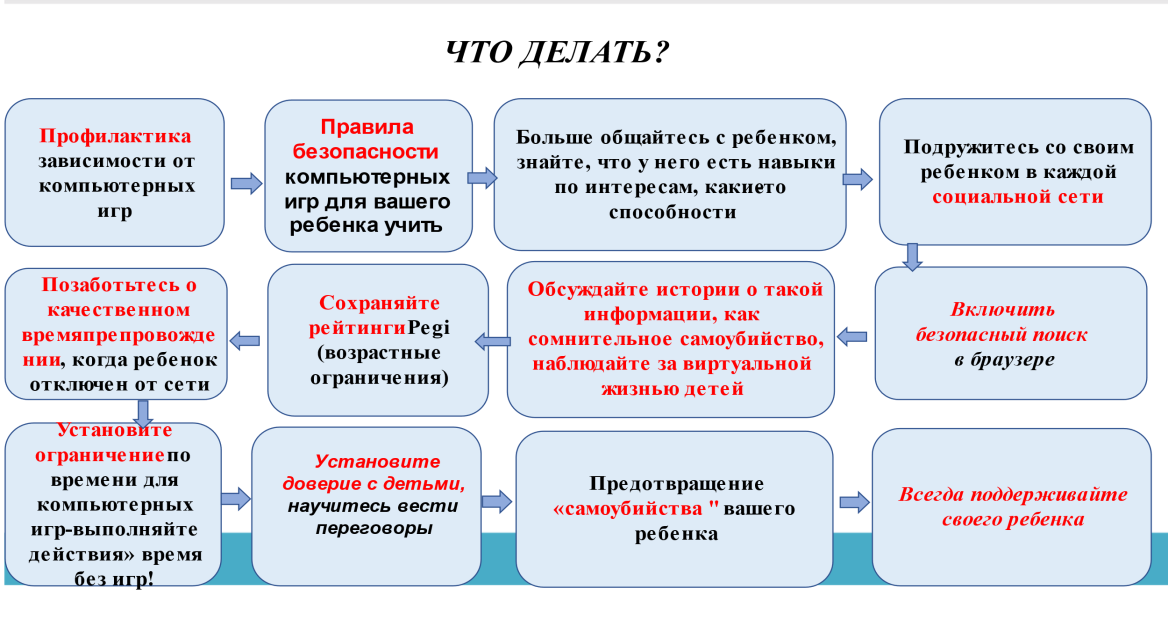 ЧТО ДЕЛАТЬ?
Профилактика
зависимости от
компьютерных
игр
Правила
безопасности
компьютерных
игр для вашего
ребенка учить
Больше общайтесь с ребенком,
знайте, что у него есть навыки
по интересам, какието
способности
Подружитесь со своим
ребенком в каждой
социальной сети
Включить
безопасный поиск
в браузере
Обсуждайте истории о такой
информации, как
сомнительное самоубийство,
наблюдайте за виртуальной
жизнью детей
Сохраняйте
рейтингиPegi
(возрастные
ограничения)
Позаботьтесь о
качественном
времяпрепровожде
нии, когда ребенок
отключен от сети
Установите
ограничение по
времени для
компьютерных
игр-выполняйте
действия» время
без игр!
Установите
доверие с детьми,
научитесь вести
переговоры
Предотвращение
«самоубийства " вашего
ребенка
Всегда поддерживайте
своего ребенка